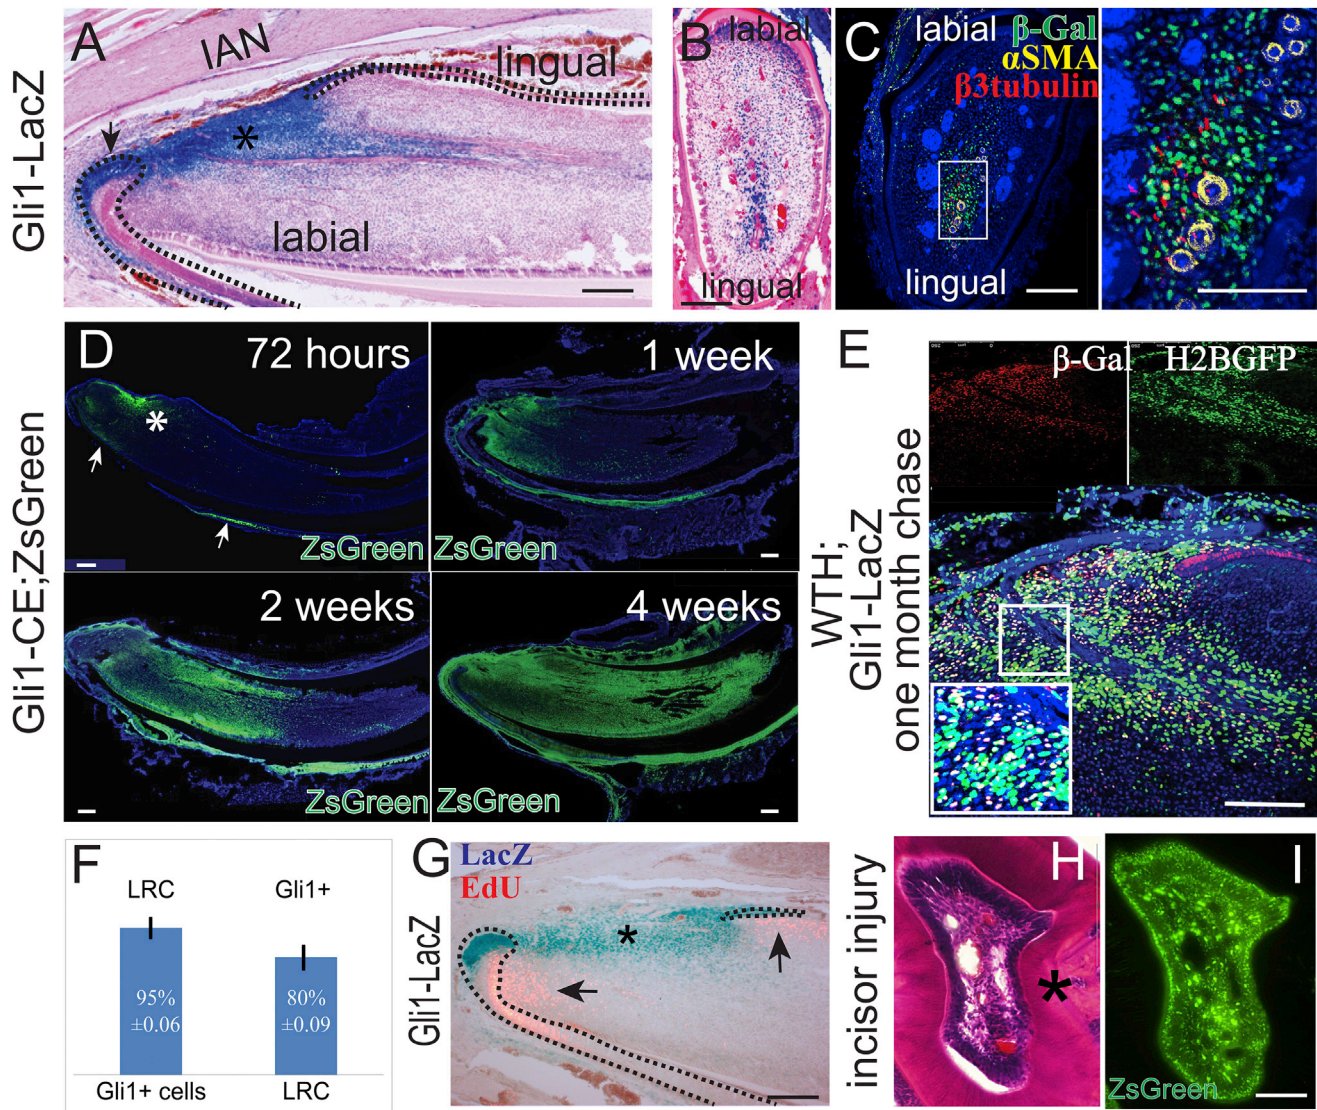 Gli1-LacZ
A
IAN
lingual
*
labial
B
labial
lingual
C
labial
β-Gal
αSMA
β3tubulin
lingual
Gli1-CE;ZsGreen
D
72 hours
*
ZsGreen
1 week
ZsGreen
2 weeks
ZsGreen
4 weeks
ZsGreen
WTH;
Gli1-LacZ
one month chase
E
β-Gal
H2BGFP
F
LRC
Gli1+
95%
±0.06
80%
±0.09
Gli1+ cells
LRC
Gli1-LacZ
G
LacZ
EdU
*
incisor injury
H
*
I
ZsGreen